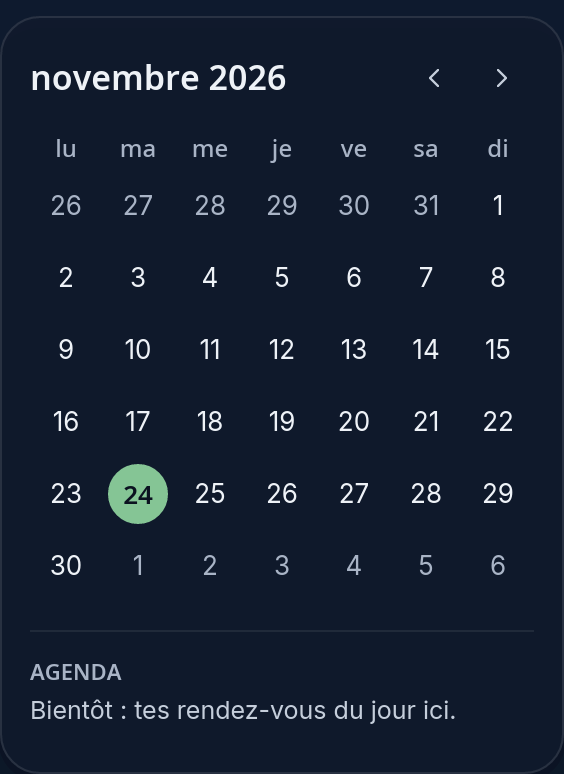 novembre 2026
lu ma me je ve sa di
26 27 28 29 30 31 1
2 3 4 5 6 7 8
9 10 11 12 13 14 15
16 17 18 19 20 21 22
23 24 25 26 27 28 29
30 1 2 3 4 5 6
AGENDA
Bientôt : tes rendez-vous du jour ici.